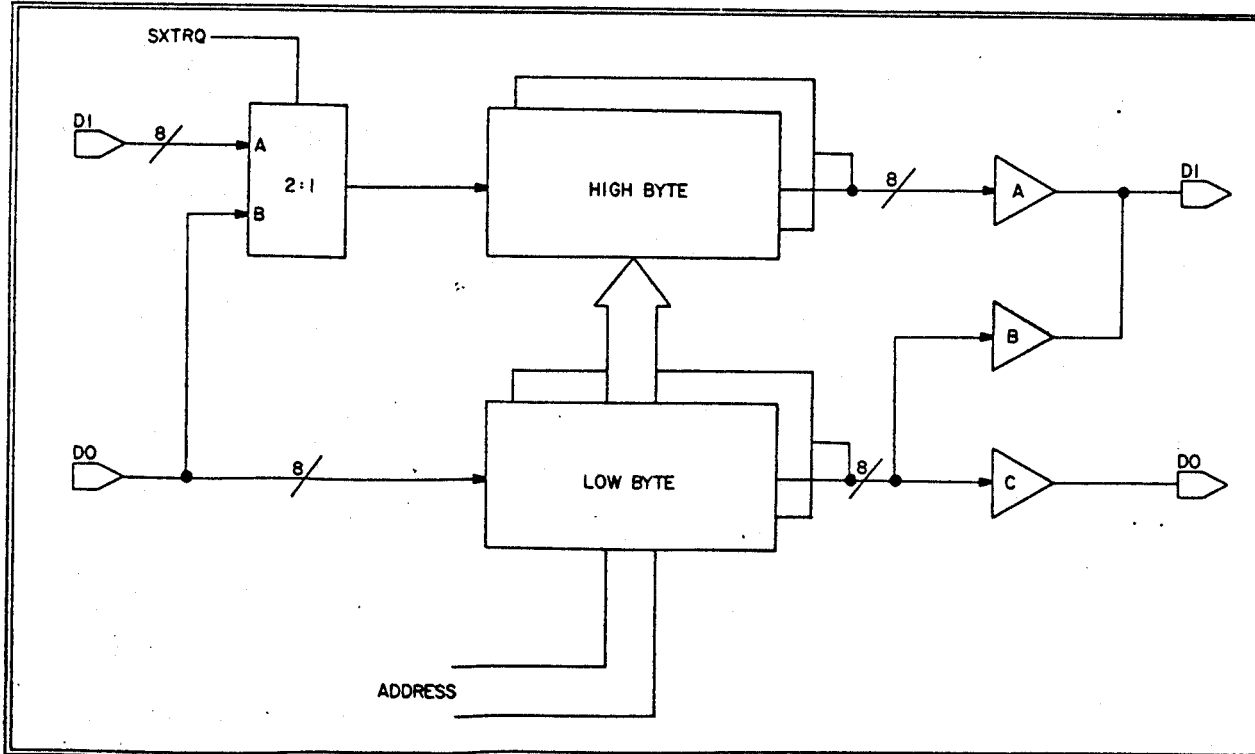 SXTRQ
DI
8
A
2:1
B
HIGH BYTE
8
A
DI
B
DO
8
LOW BYTE
8
C
DO
ADDRESS